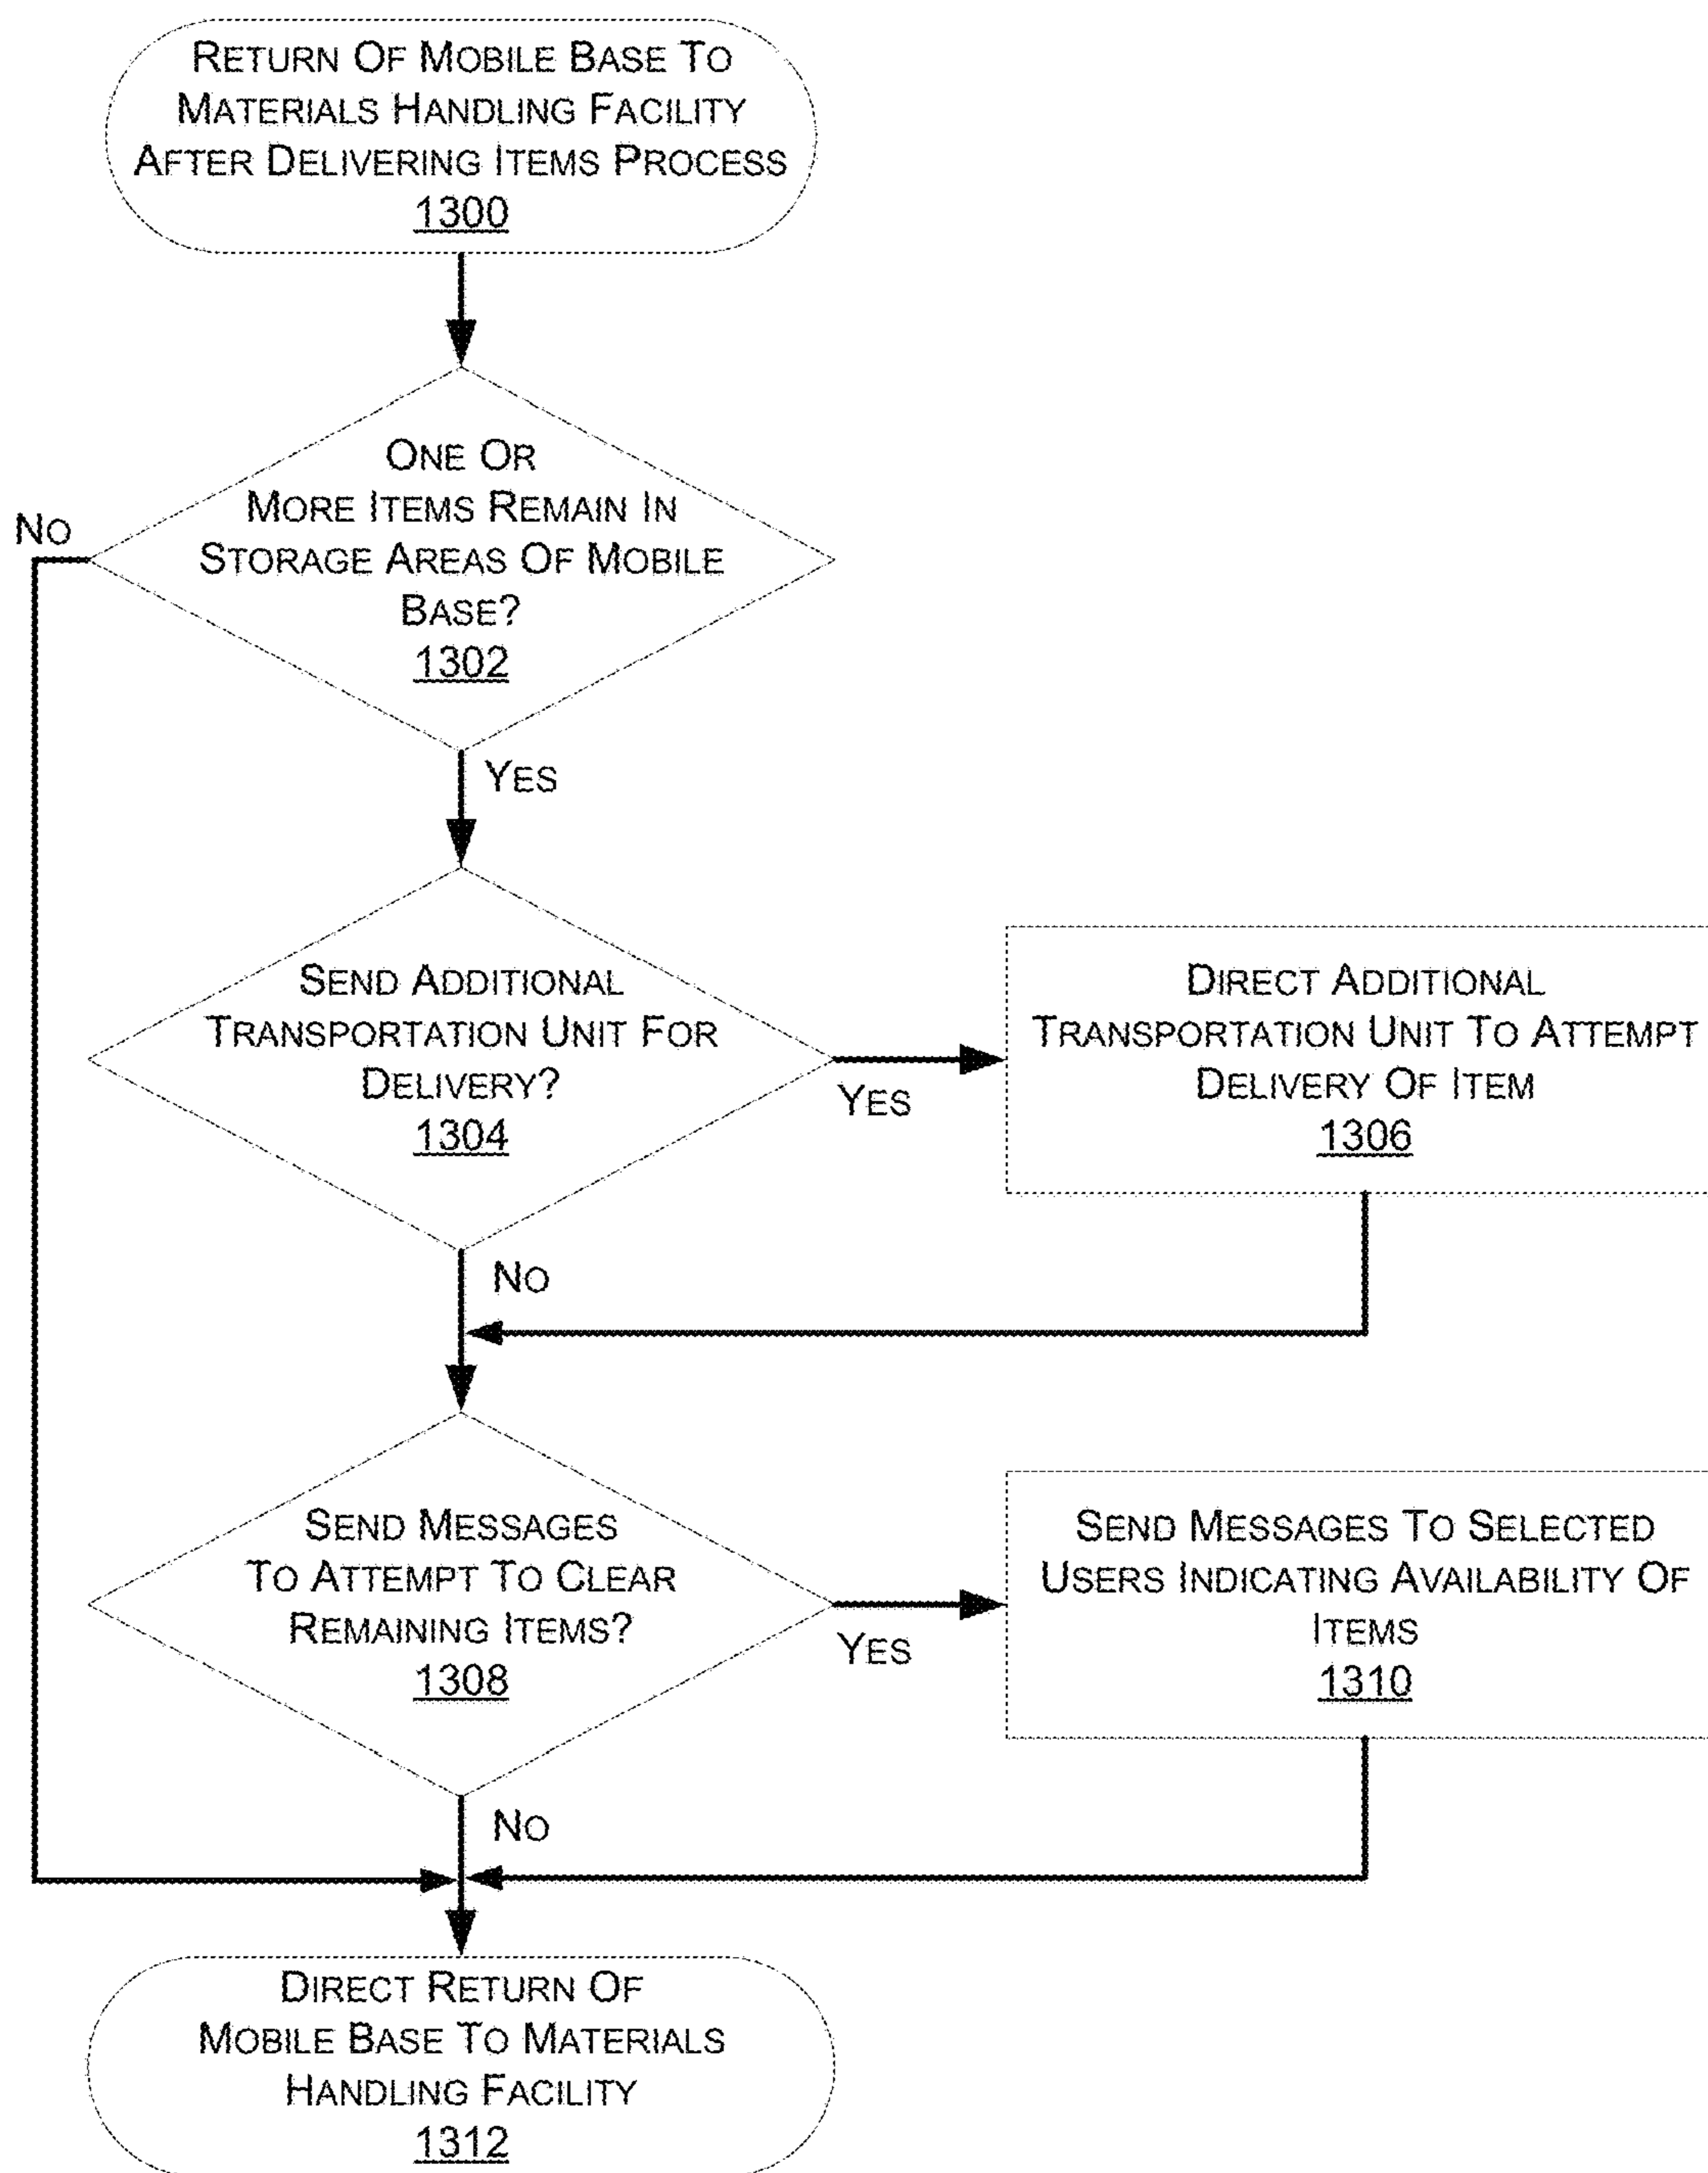 RETURN OF MOBILE BASE TO
MATERIALS HANDLING FACILITY
AFTER DELIVERING ITEMS PROCESS
1300
ONE OR
MORE ITEMS REMAIN IN
STORAGE AREAS OF MOBILE
BASE?
1302
NO
YES
SEND ADDITIONAL
TRANSPORTATION UNIT FOR
DELIVERY?
1304
YES
DIRECT ADDITIONAL
TRANSPORTATION UNIT TO ATTEMPT
DELIVERY OF ITEM
1306
NO
SEND MESSAGES
TO ATTEMPT TO CLEAR
REMAINING ITEMS?
1308
YES
SEND MESSAGES TO SELECTED
USERS INDICATING AVAILABILITY OF
ITEMS
1310
NO
DIRECT RETURN OF
MOBILE BASE TO MATERIALS
HANDLING FACILITY
1312